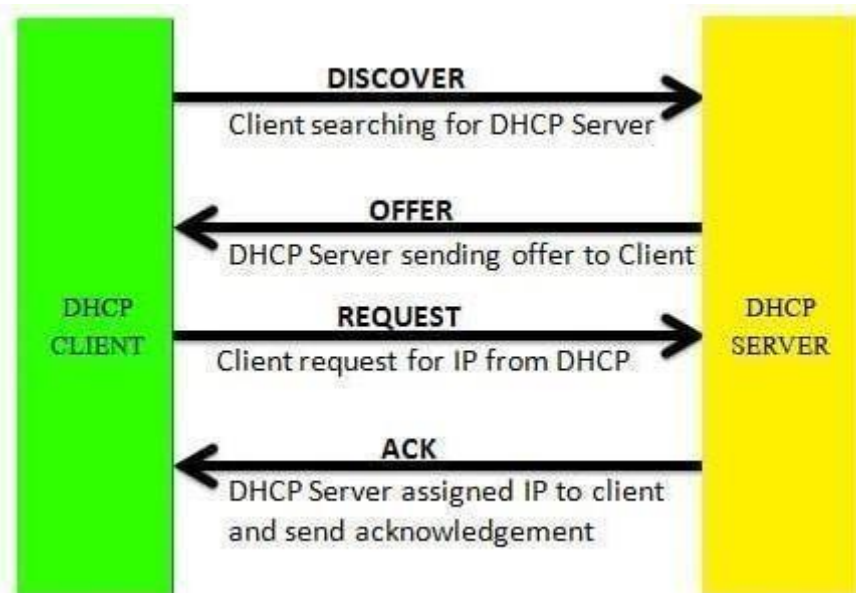 DISCOVER
Client searching for DHCP Server
OFFER
DHCP Server sending offer to Client
DHCP
CLIENT
REQUEST
Client request for IP from DHCP
DHCP
SERVER
ACK
DHCP Server assigned IP to client
and send acknowledgement